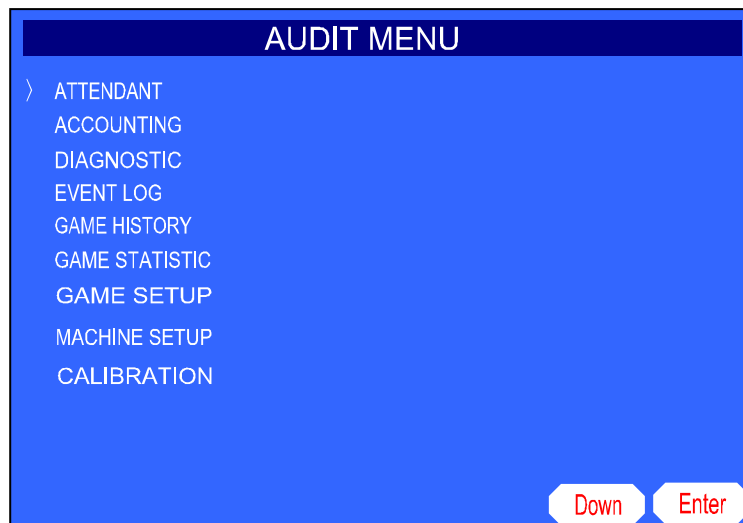 AUDIT MENU
〉 ATTENDANT
ACCOUNTING
DIAGNOSTIC
EVENT LOG
GAME HISTORY
GAME STATISTIC
GAME SETUP
MACHINE SETUP
CALIBRATION
Down Enter